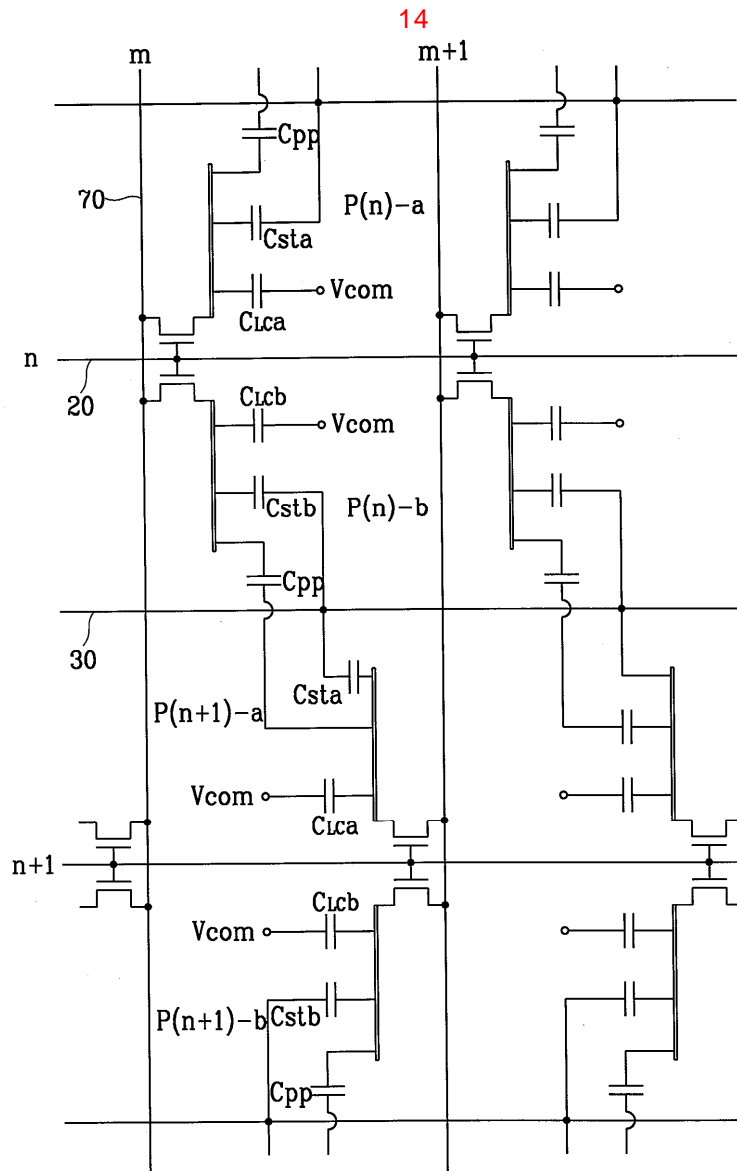 14
m m+1
Cpp
70 P(n)-a
Csta
Vcom
CLca
n
20 CLcb
Vcom
Cstb P(n)-b
Cpp
30
Csta
P(n+1)-a
Vcom
CLca
n+1
CLcb
Vcom
P(n+1)-b Cstb
Cpp